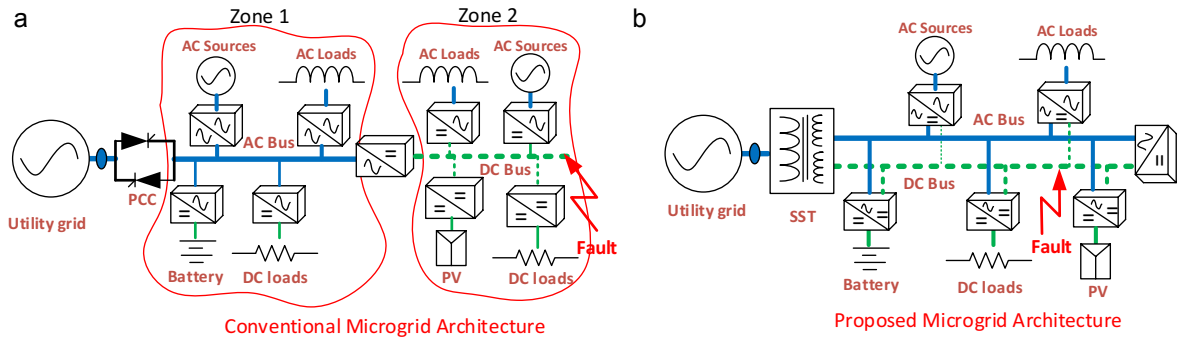 a
Zone 1
Zone 2
AC Sources
AC Loads
AC Loads
AC Sources
AC Bus
DC Bus
PCC
Utility grid
Battery
DC loads
PV
DC loads
Fault
Conventional Microgrid Architecture
b
AC Sources
AC Loads
AC Bus
DC Bus
Utility grid
SST
Fault
Battery
DC loads
PV
Proposed Microgrid Architecture